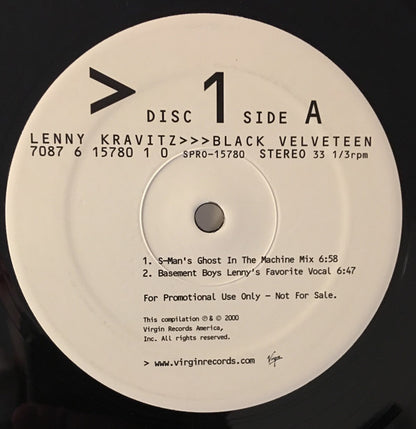 > DISC 1 SIDE A
LENNY KRAVITZ>>>BLACK VELVETEEN
7087 6 15780 1 0 SPRO-15780 STEREO 33 1/3rpm
1. S-Man's Ghost In The Machine Mix 6:58
2. Basement Boys Lenny's Favorite Vocal 6:47
For Promotional Use Only - Not For Sale.
This compilation ℗ & © 2000
Virgin Records America,
Inc. All rights reserved.
> www.virginrecords.com Virgin